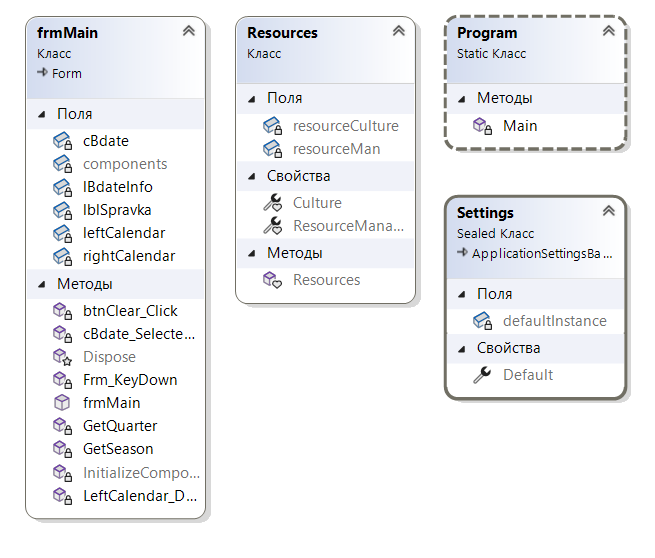 frmMain
Класс
Form
Поля
cBdate
components
lBdateInfo
lblSpravka
leftCalendar
rightCalendar
Методы
btnClear_Click
cBdate_Selecte...
Dispose
Frm_KeyDown
frmMain
GetQuarter
GetSeason
InitializeCompo...
LeftCalendar_D...
Resources
Класс
Поля
resourceCulture
resourceMan
Свойства
Culture
ResourceMana...
Методы
Resources
Program
Static Класс
Методы
Main
Settings
Sealed Класс
ApplicationSettingsBa...
Поля
defaultInstance
Свойства
Default